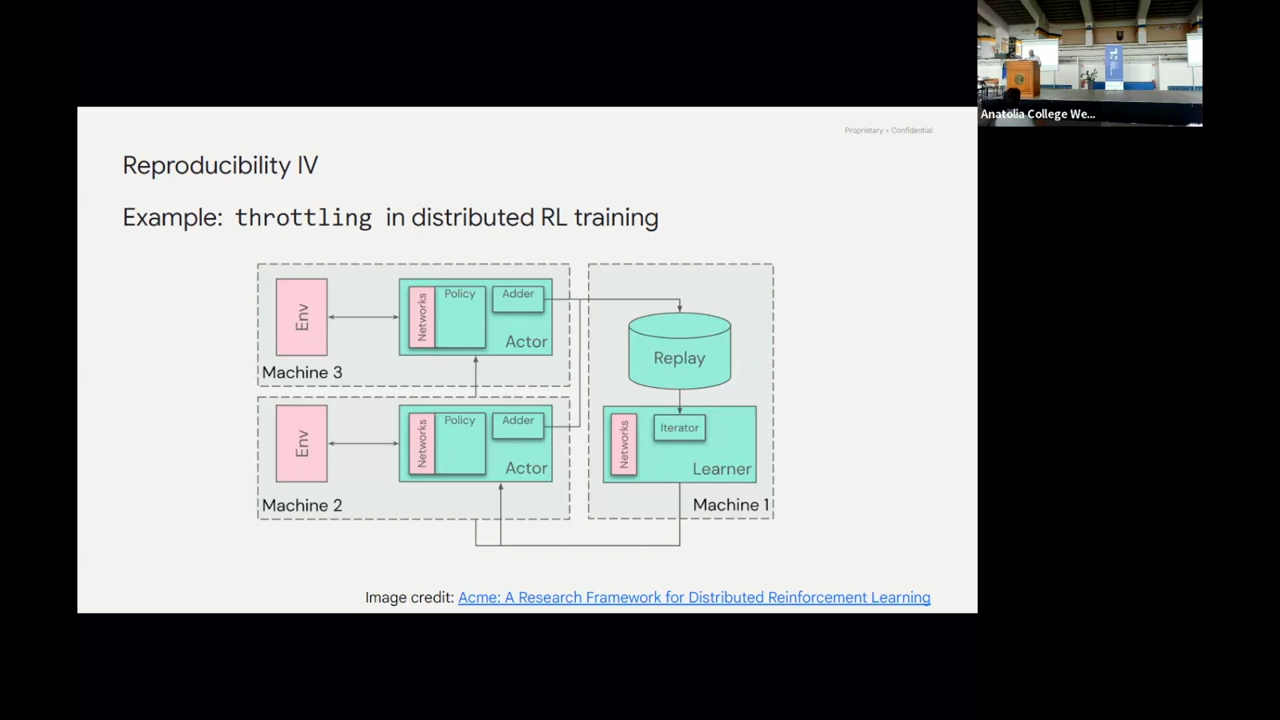 Anatolia College We...
Proprietary + Confidential
Reproducibility IV
Example: throttling in distributed RL training
Env
Networks
Policy
Adder
Actor
Machine 3
Env
Networks
Policy
Adder
Actor
Machine 2
Replay
Networks
Iterator
Learner
Machine 1
Image credit: Acme: A Research Framework for Distributed Reinforcement Learning